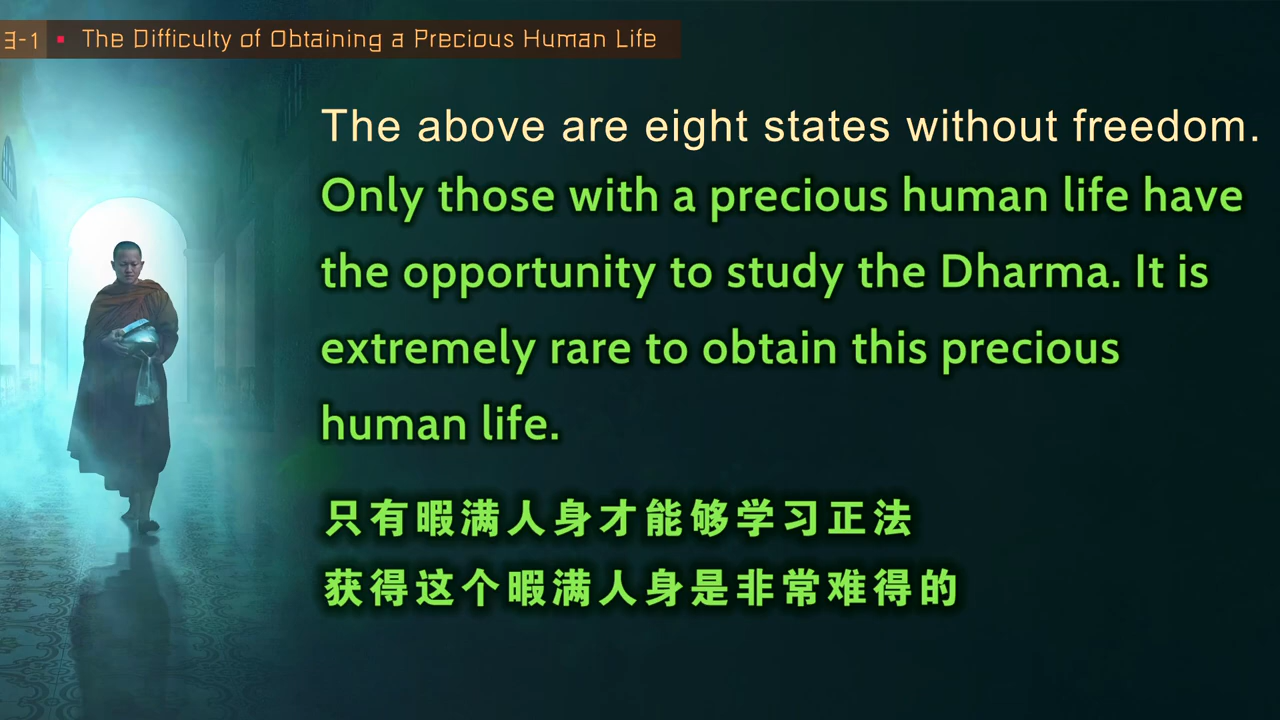 3-1 ▪ The Difficulty of Obtaining a Precious Human Life
The above are eight states without freedom.
Only those with a precious human life have
the opportunity to study the Dharma. It is
extremely rare to obtain this precious
human life.
只有暇满人身才能够学习正法
获得这个暇满人身是非常难得的